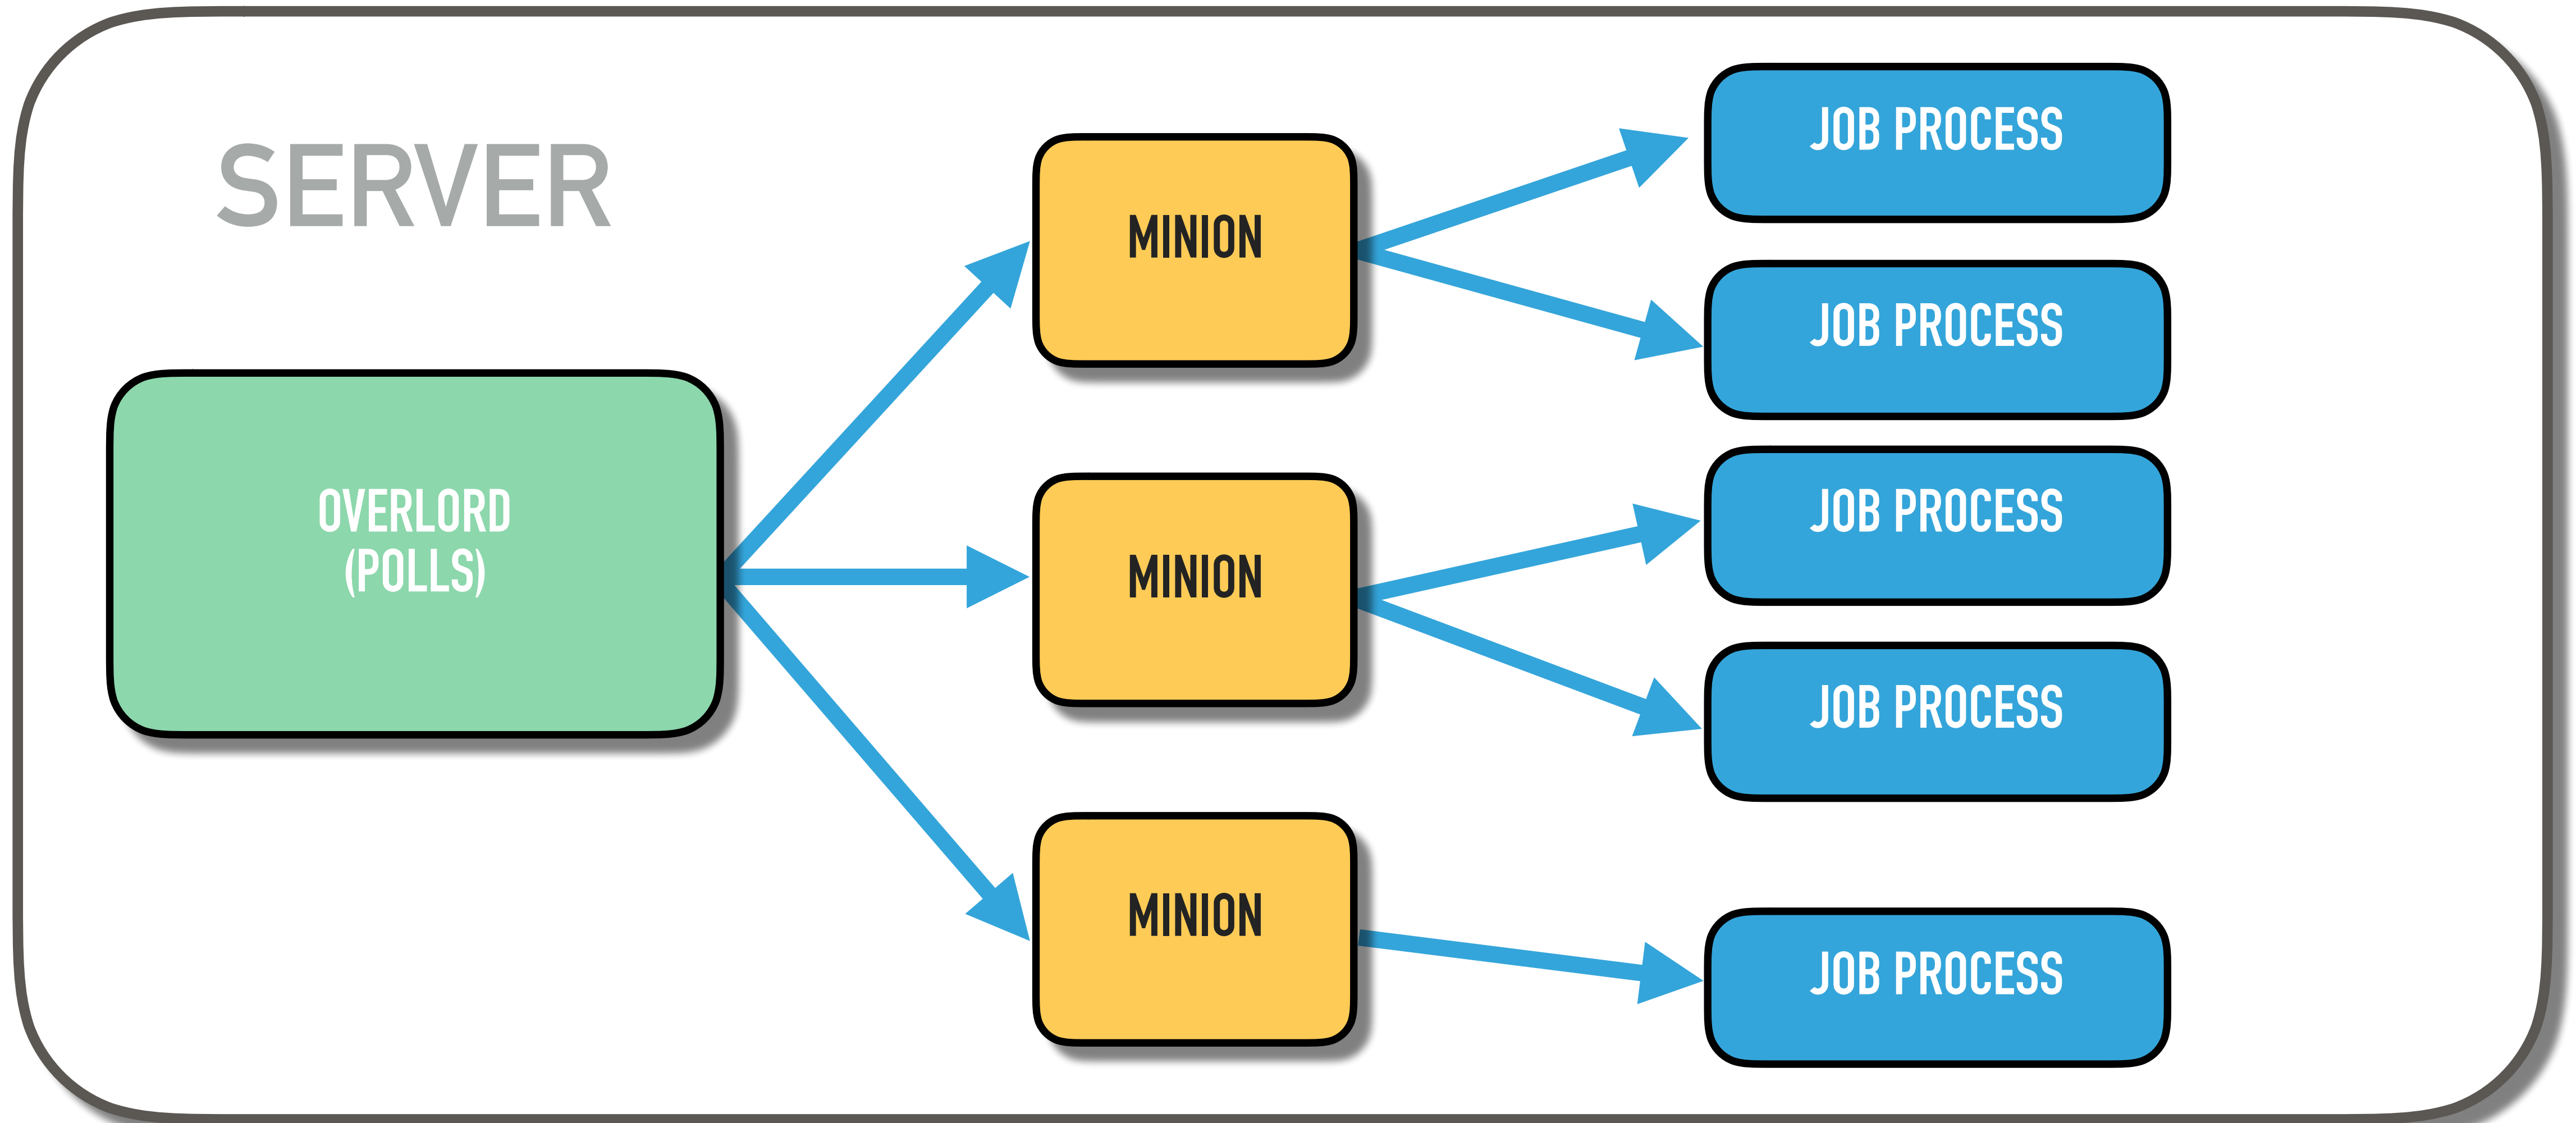 SERVER
OVERLORD
(POLLS)
MINION
MINION
MINION
JOB PROCESS
JOB PROCESS
JOB PROCESS
JOB PROCESS
JOB PROCESS